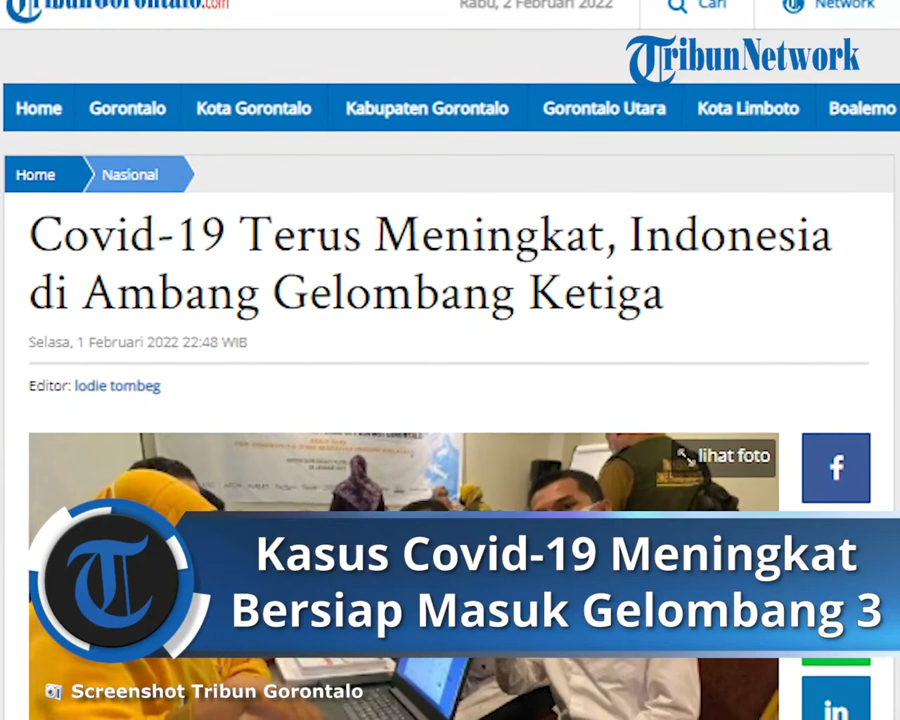 TribunGorontalo.com
Rabu, 2 Februari 2022
Cari
Network
TribunNetwork
Home Gorontalo Kota Gorontalo Kabupaten Gorontalo Gorontalo Utara Kota Limboto Boalemo
Home Nasional
Covid-19 Terus Meningkat, Indonesia
di Ambang Gelombang Ketiga
Selasa, 1 Februari 2022 22:48 WIB
Editor: lodie tombeg
lihat foto
f
T
Kasus Covid-19 Meningkat
Bersiap Masuk Gelombang 3
Screenshot Tribun Gorontalo
in